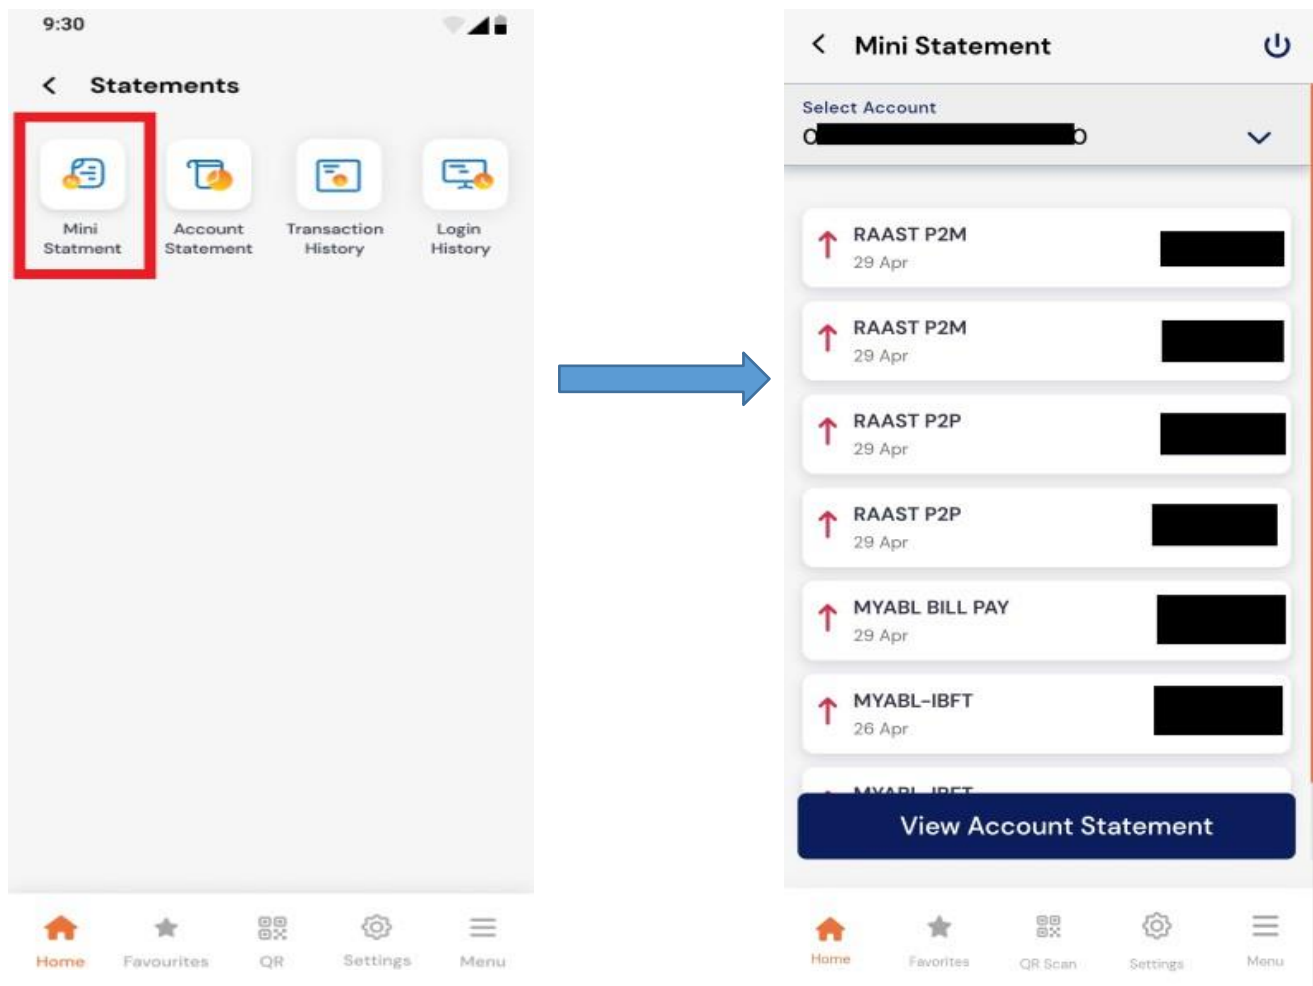 9:30
Statements
Mini
Statment
Account
Statement
Transaction
History
Login
History
Home
Favourites
QR
Settings
Menu
Mini Statement
Select Account
RAAST P2M
29 Apr
RAAST P2M
29 Apr
RAAST P2P
29 Apr
RAAST P2P
29 Apr
MYABL BILL PAY
29 Apr
MYABL-IBFT
26 Apr
MYABL-IBFT
View Account Statement
Home
Favorites
QR Scan
Settings
Menu